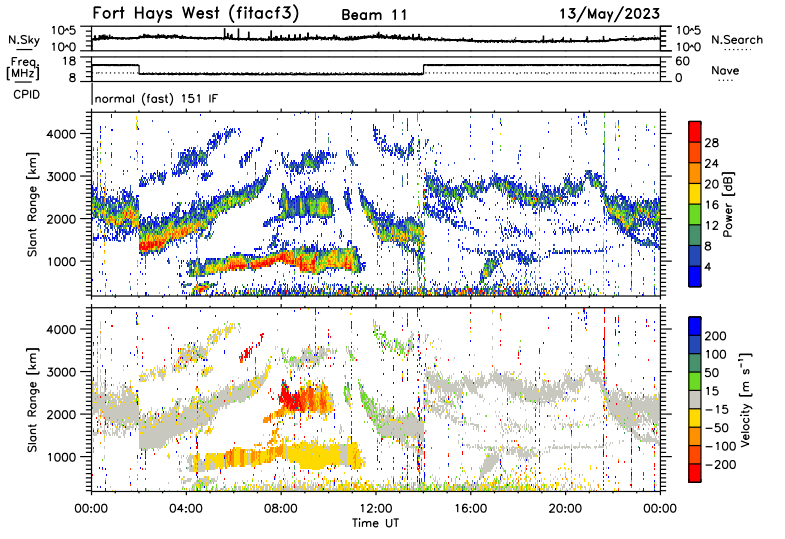 Fort Hays West (fitacf3) Beam 11 13/May/2023
N.Sky 10^5 10^0 10^5 10^0 N.Search
Freq. [MHz] 18 8 60 0 Nave
CPID normal (fast) 151 IF
Slant Range [km] 4000 3000 2000 1000
Power [dB] 28 24 20 16 12 8 4
Slant Range [km] 4000 3000 2000 1000
Velocity [m s⁻¹] 200 100 50 15 −15 −50 −100 −200
00:00 04:00 08:00 12:00 16:00 20:00 00:00
Time UT